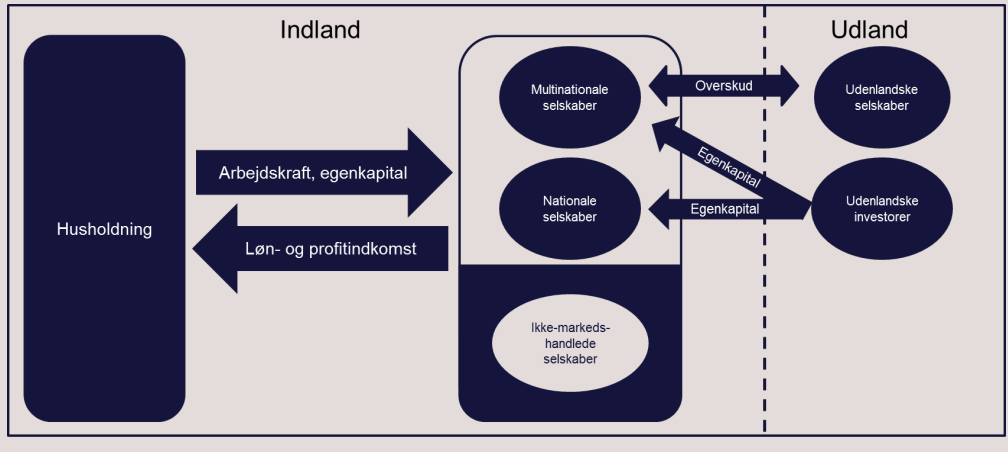 Indland
Udland
Husholdning
Arbejdskraft, egenkapital
Løn- og profitindkomst
Multinationale
selskaber
Nationale
selskaber
Ikke-markeds-
handlede
selskaber
Overskud
Egenkapital
Egenkapital
Udenlandske
selskaber
Udenlandske
investorer